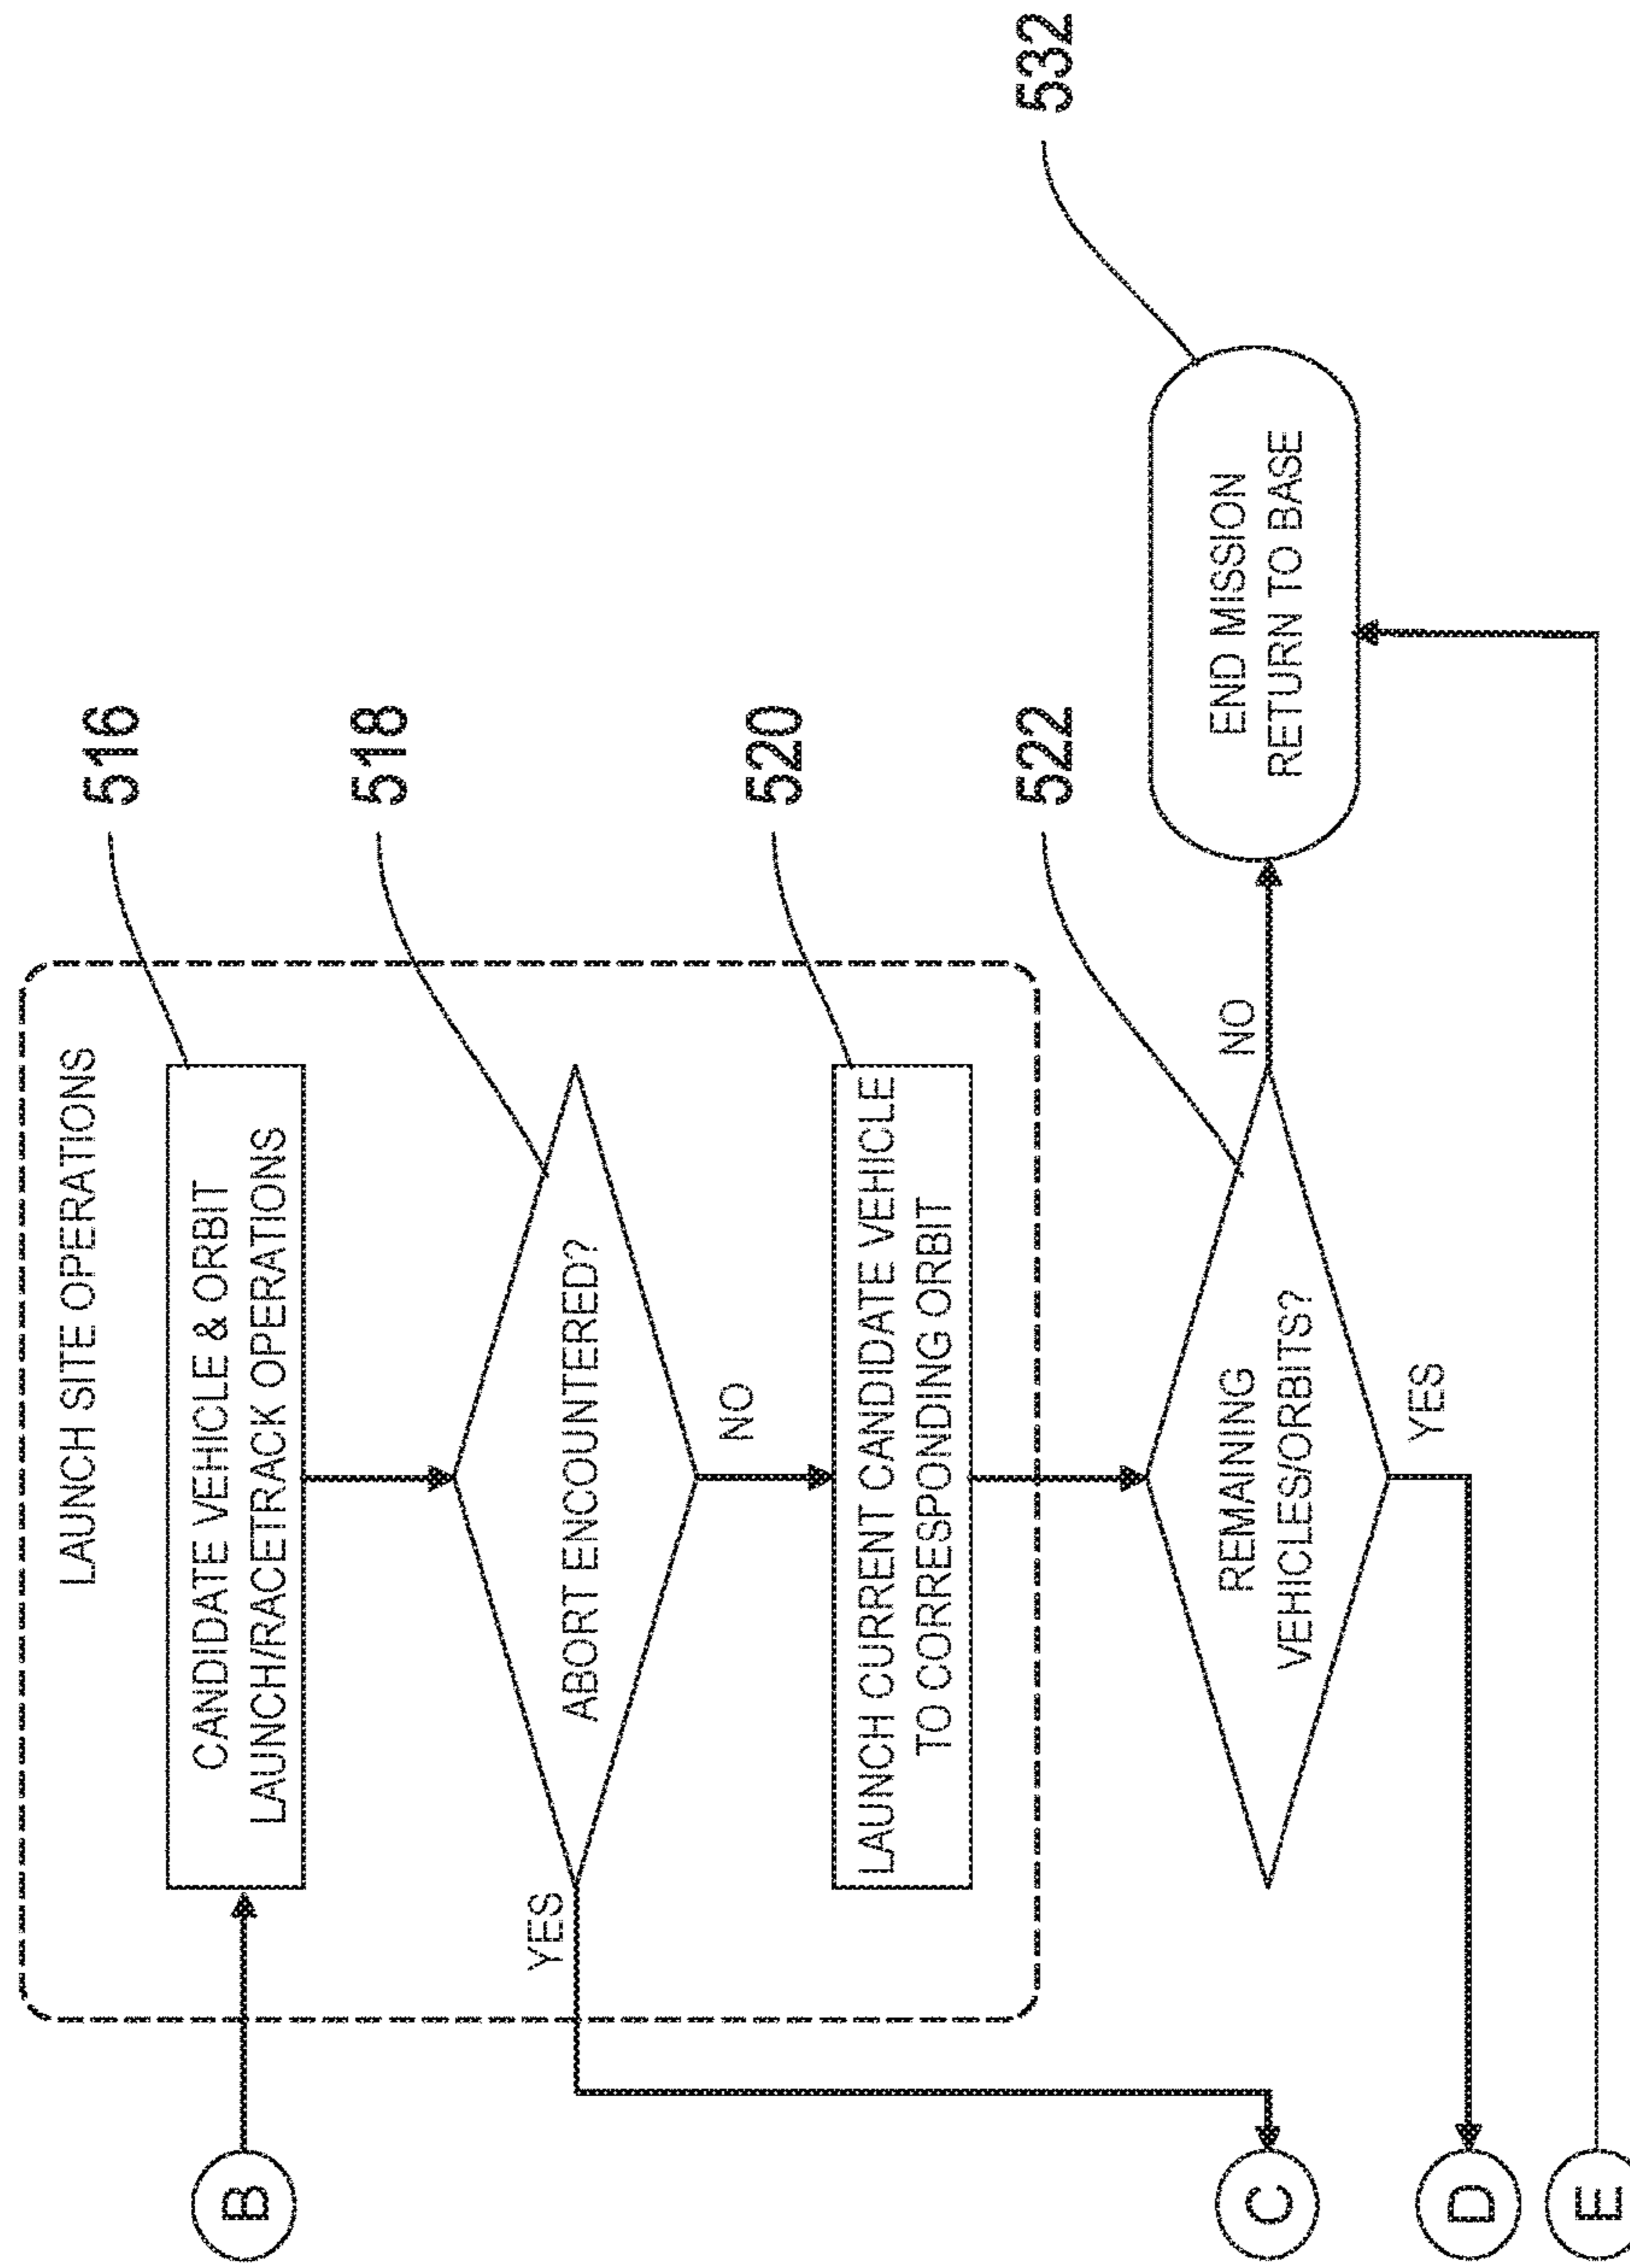 LAUNCH SITE OPERATIONS
B
CANDIDATE VEHICLE & ORBIT
LAUNCH/RACETRACK OPERATIONS
516
YES
ABORT ENCOUNTERED?
518
NO
LAUNCH CURRENT CANDIDATE VEHICLE
TO CORRESPONDING ORBIT
520
C
REMAINING
VEHICLES/ORBITS?
522
NO
END MISSION
RETURN TO BASE
532
YES
D
E